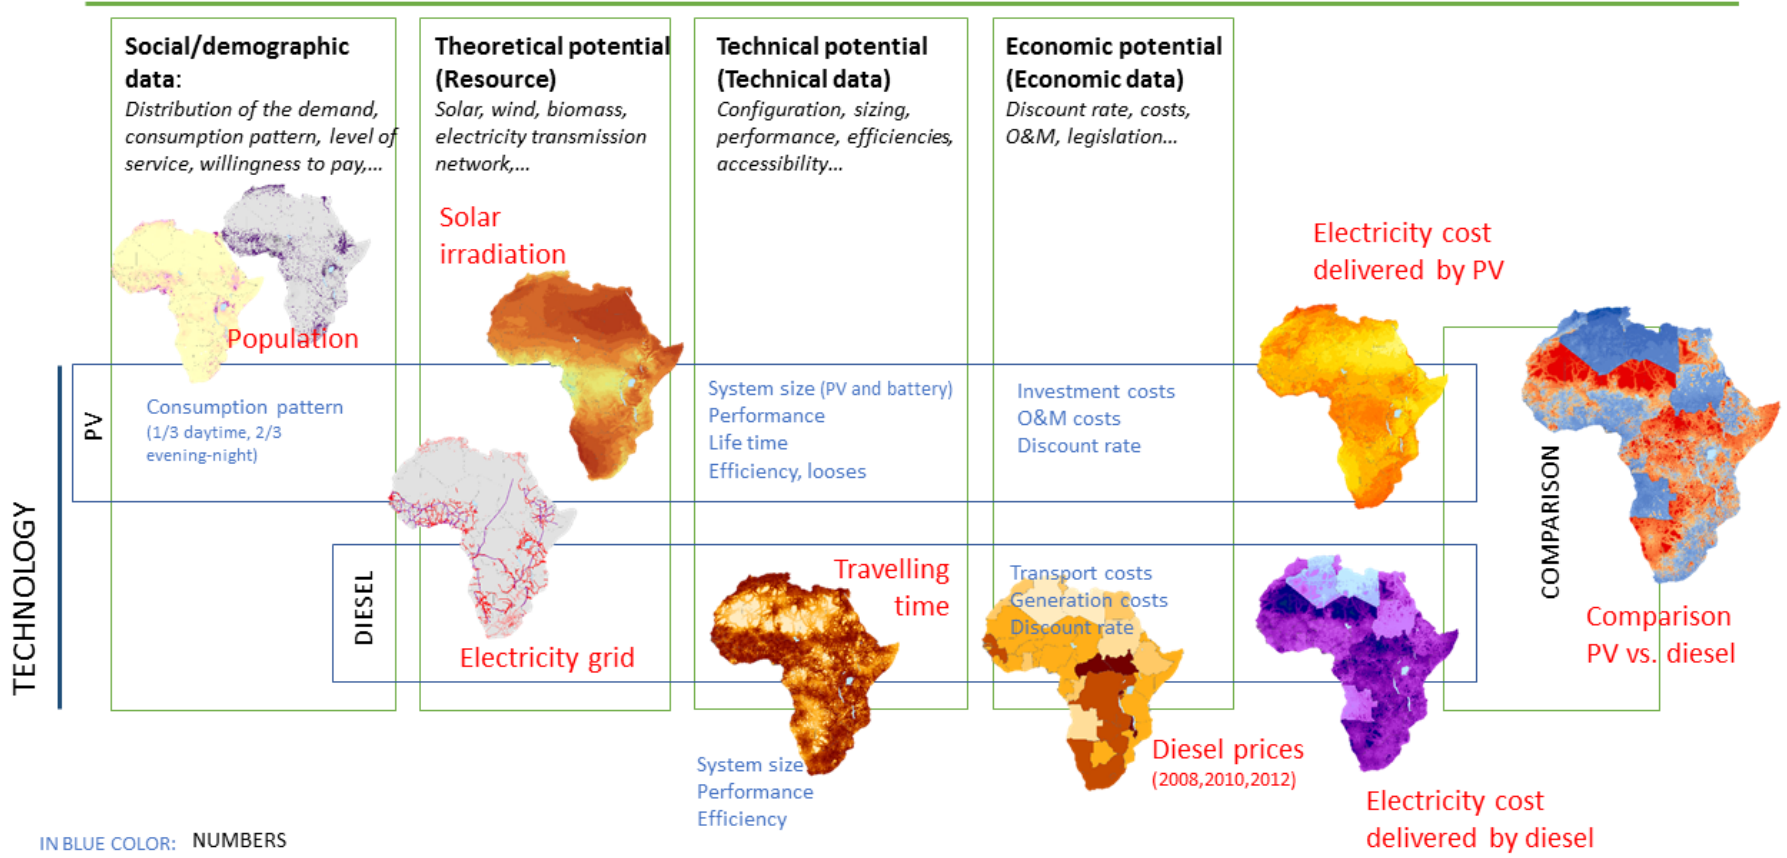 Social/demographic
data:
Distribution of the demand,
consumption pattern, level of
service, willingness to pay,...
Theoretical potential
(Resource)
Solar, wind, biomass,
electricity transmission
network,...
Technical potential
(Technical data)
Configuration, sizing,
performance, efficiencies,
accessibility...
Economic potential
(Economic data)
Discount rate, costs,
O&M, legislation...
Population
Solar
irradiation
Electricity cost
delivered by PV
TECHNOLOGY
PV
Consumption pattern
(1/3 daytime, 2/3
evening-night)
System size (PV and battery)
Performance
Life time
Efficiency, looses
Investment costs
O&M costs
Discount rate
COMPARISON
Comparison
PV vs. diesel
DIESEL
Electricity grid
Travelling
time
Transport costs
Generation costs
Discount rate
System size
Performance
Efficiency
Diesel prices
(2008,2010,2012)
Electricity cost
delivered by diesel
IN BLUE COLOR: NUMBERS